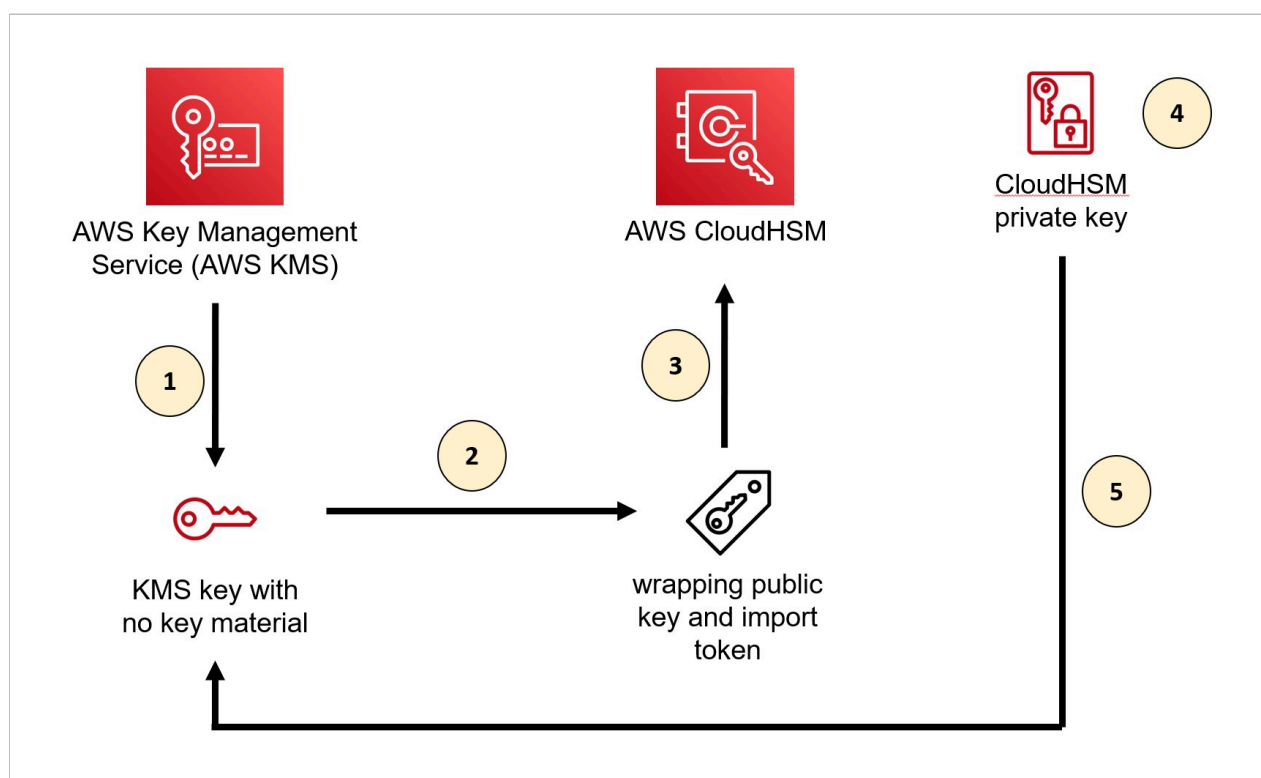 AWS Key Management
Service (AWS KMS)
AWS CloudHSM
CloudHSM
private key
4
1
3
2
5
KMS key with
no key material
wrapping public
key and import
token